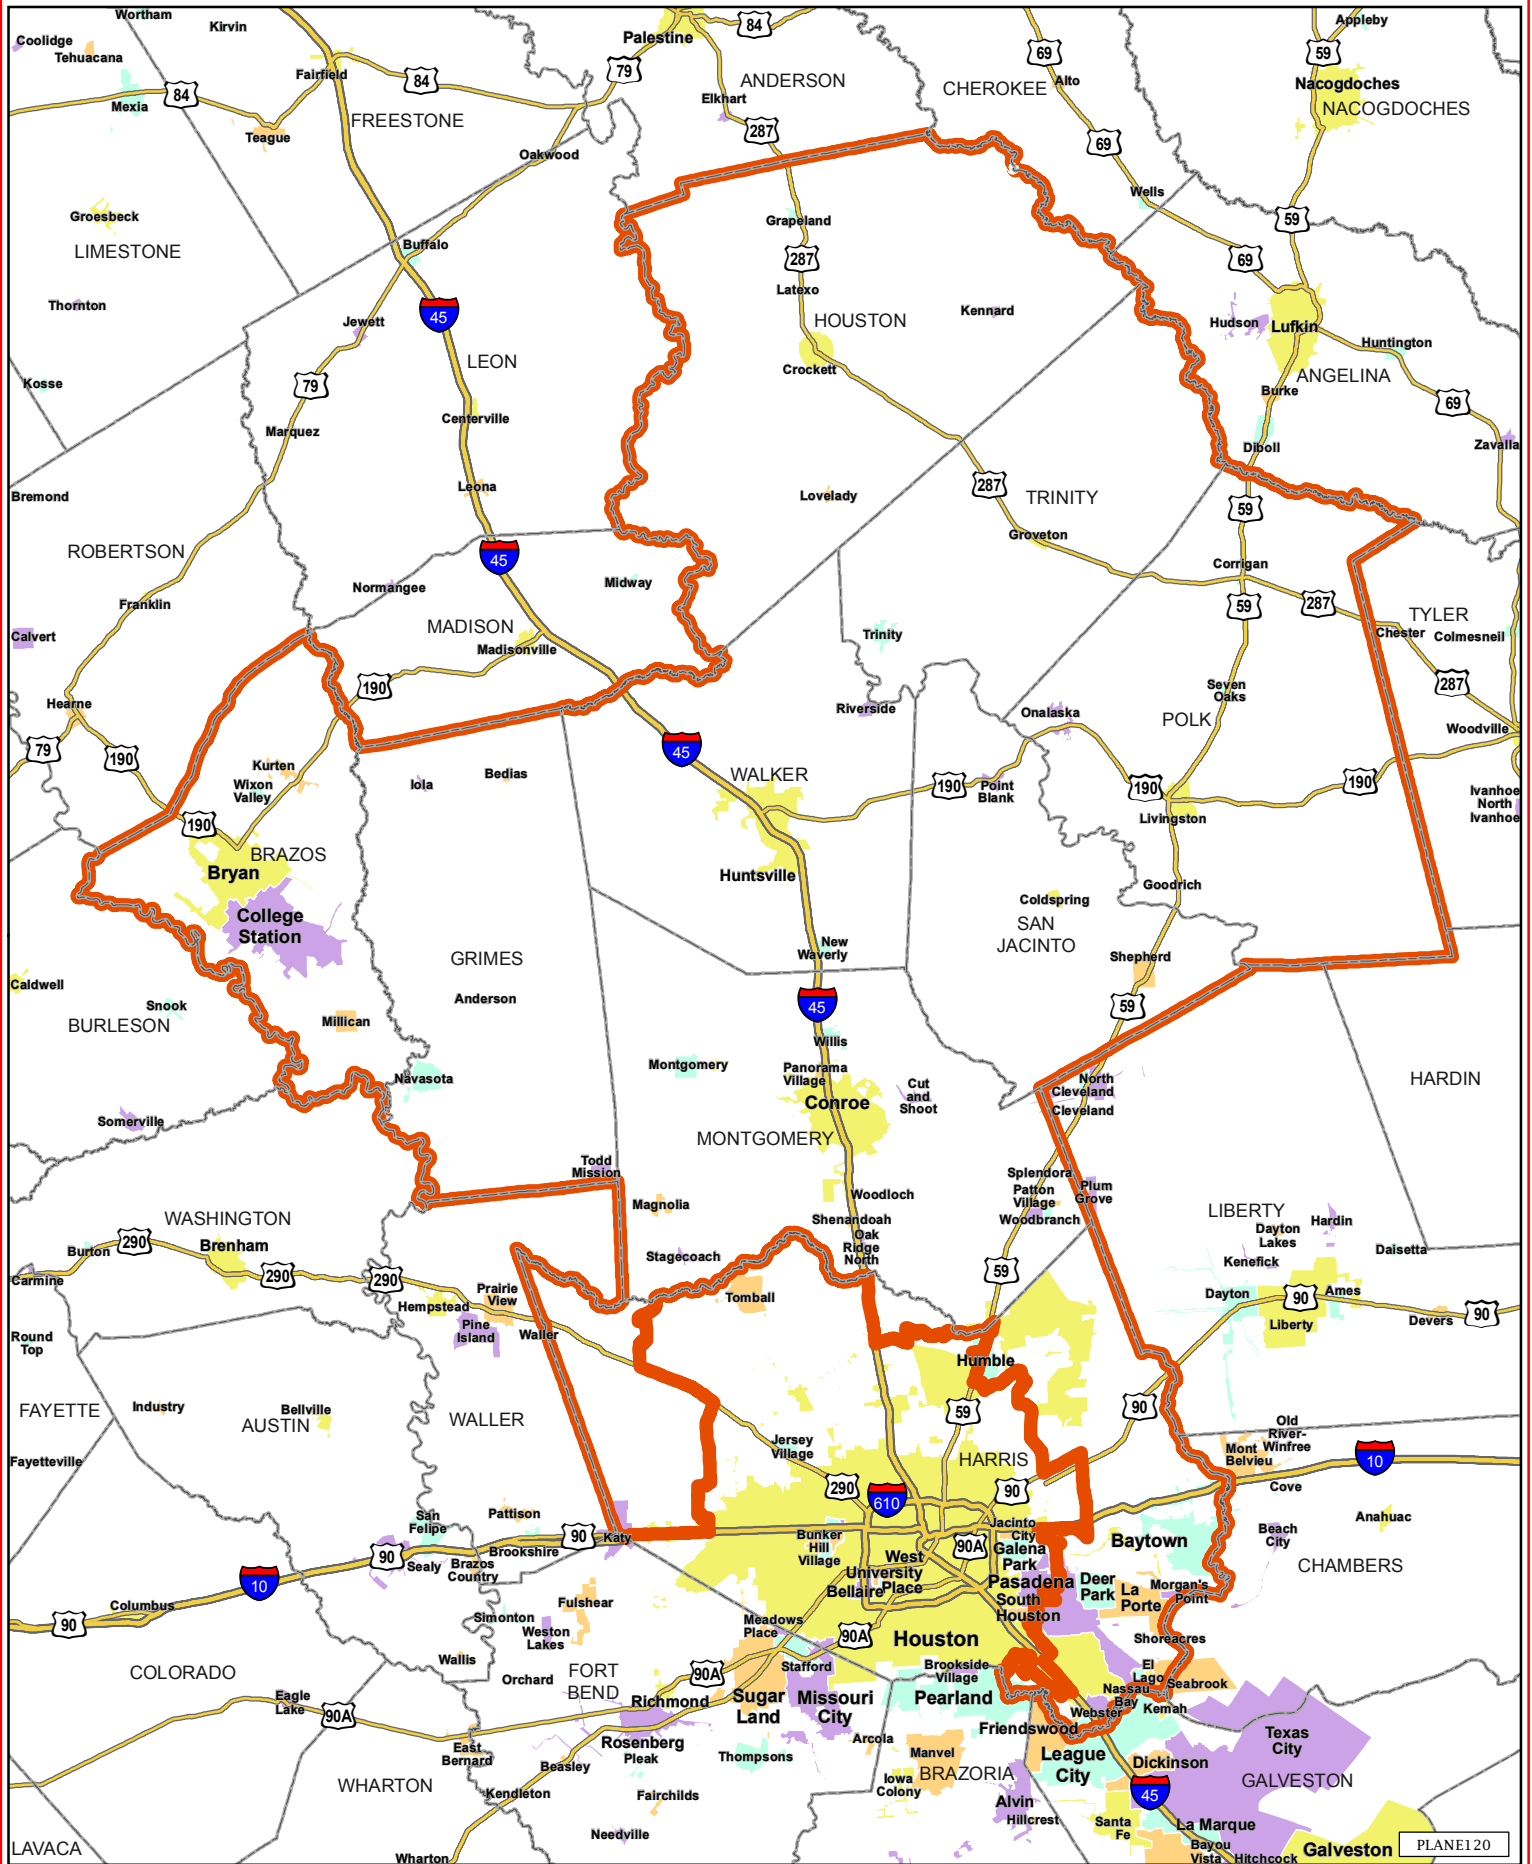 Wortham
Kirvin
Coolidge
Tehuacana
Mexia
84
Fairfield
84
Teague
FREESTONE
Palestine
84
79
Elkhart
ANDERSON
287
Oakwood
69
CHEROKEE
Alto
69
Wells
Appleby
59
Nacogdoches
NACOGDOCHES
59
69
Groesbeck
LIMESTONE
Thornton
Kosse
Buffalo
45
Jewett
79
LEON
Marquez
Centerville
Leona
Grapeland
287
Latexo
HOUSTON
Kennard
Crockett
Lovelady
287
TRINITY
Groveton
Hudson
Lufkin
Huntington
ANGELINA
Burke
69
Diboll
Zavalla
59
Bremond
ROBERTSON
Franklin
Calvert
Hearne
79
190
45
Normangee
MADISON
Madisonville
190
Midway
Trinity
Riverside
Corrigan
59
287
TYLER
Chester
Colmesneil
287
Woodville
Seven
Oaks
Onalaska
POLK
190
Point
Blank
190
Livingston
190
Ivanhoe
North
Ivanhoe
Kurten
Wixon
Valley
190
BRAZOS
Bryan
College
Station
Iola
Bedias
45
WALKER
Huntsville
Goodrich
Coldspring
SAN
JACINTO
Shepherd
59
Caldwell
Snook
BURLESON
Millican
GRIMES
Anderson
New
Waverly
45
Willis
Montgomery
Panorama
Village
Conroe
Cut
and
Shoot
MONTGOMERY
North
Cleveland
Cleveland
HARDIN
Navasota
Somerville
Todd
Mission
Magnolia
Woodloch
Shenandoah
Oak
Ridge
North
Stagecoach
Splendora
Patton
Village
Woodbranch
Plum
Grove
59
LIBERTY
Dayton
Lakes
Hardin
Kenefick
Daisetta
Dayton
90
Ames
Liberty
Devers
90
WASHINGTON
Burton
290
Brenham
290
290
Carmine
Prairie
View
Hempstead
Pine
Island
Waller
Tomball
Round
Top
Humble
59
90
FAYETTE
Industry
Bellville
AUSTIN
WALLER
Fayetteville
Jersey
Village
290
610
HARRIS
90
Old
River-
Winfree
Mont
Belvieu
10
Cove
Anahuac
Beach
City
CHAMBERS
San
Felipe
Pattison
90
Katy
Brookshire
90
Sealy
Brazos
Country
10
Columbus
90
Bunker
Hill
Village
West
University
Place
Bellaire
90A
Jacinto
City
Galena
Park
Pasadena
South
Houston
Deer
Park
Baytown
La
Porte
Morgan's
Point
Simonton
Fulshear
Weston
Lakes
Meadows
Place
90A
Houston
Stafford
Brookside
Village
Shoreacres
El
Lago
Seabrook
Nassau
Bay
Kemah
Webster
COLORADO
Wallis
Orchard
FORT
BEND
Richmond
90A
Sugar
Land
Missouri
City
Pearland
Friendswood
Eagle
Lake
90A
Rosenberg
Pleak
Thompsons
Arcola
Manvel
BRAZORIA
League
City
Dickinson
Texas
City
GALVESTON
East
Bernard
Beasley
Kendleton
Iowa
Colony
Alvin
Hillcrest
45
WHARTON
Fairchilds
Needville
Santa
Fe
La Marque
Bayou
Vista
Hitchcock
Galveston
LAVACA
Wharton
PLANE120